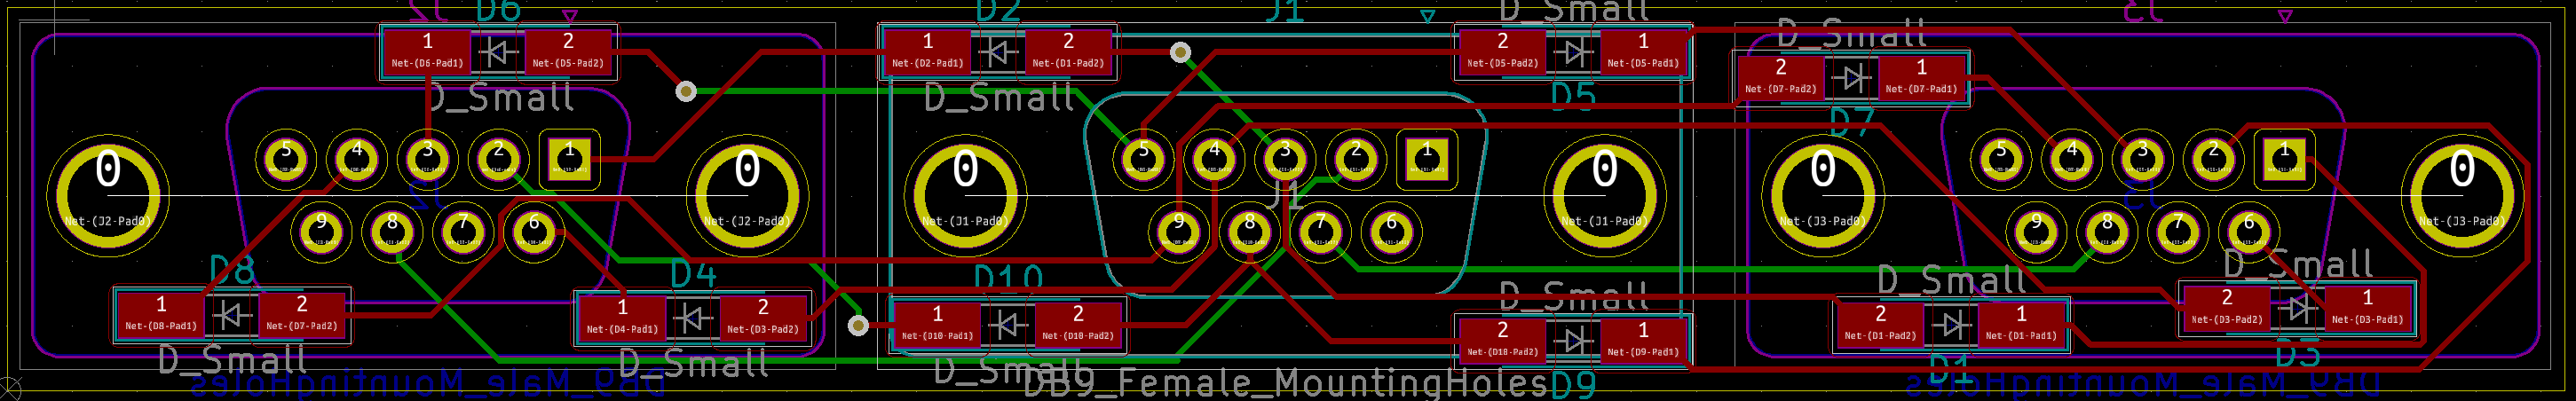 J2
D6
D2
J1
D_Small
J3
1
2
Net-(D6-Pad1)
Net-(D5-Pad2)
1
2
Net-(D2-Pad1)
Net-(D1-Pad2)
2
1
Net-(D5-Pad2)
Net-(D5-Pad1)
D_Small
2
1
Net-(D7-Pad2)
Net-(D7-Pad1)
D_Small
D_Small
D5
D7
5
4
3
2
1
5
4
3
2
1
5
4
3
2
1
0
Net-(J2-Pad0)
0
Net-(J2-Pad0)
0
Net-(J1-Pad0)
0
Net-(J1-Pad0)
0
Net-(J3-Pad0)
0
Net-(J3-Pad0)
J2
J1
J3
9
8
7
6
9
8
7
6
9
8
7
6
D8
D4
D10
D_Small
D_Small
D_Small
1
2
Net-(D8-Pad1)
Net-(D7-Pad2)
1
2
Net-(D4-Pad1)
Net-(D3-Pad2)
1
2
Net-(D10-Pad1)
Net-(D10-Pad2)
2
1
Net-(D10-Pad2)
Net-(D9-Pad1)
2
1
Net-(D1-Pad2)
Net-(D1-Pad1)
2
1
Net-(D3-Pad2)
Net-(D3-Pad1)
D_Small
D_Small
D_Small
D1
D3
DB9_Male_MountingHoles
DB9_Female_MountingHoles
D9
DB9_Male_MountingHoles